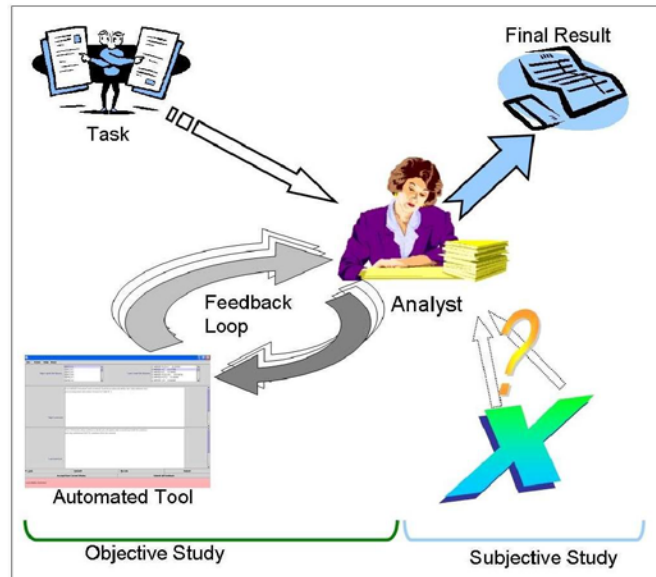 Final Result
Task
Feedback
Loop
Analyst
?
X
Automated Tool
Objective Study
Subjective Study